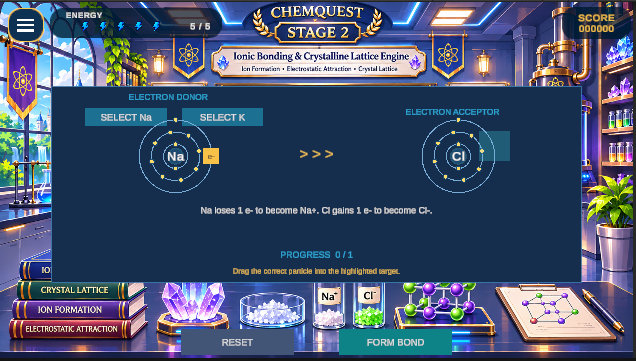 ENERGY
5 / 5
CHEMQUEST
STAGE 2
SCORE
000000
Ionic Bonding & Crystalline Lattice Engine
Ion Formation • Electrostatic Attraction • Crystal Lattice
ELECTRON DONOR
SELECT Na
SELECT K
ELECTRON ACCEPTOR
Na
e-
> > >
Cl
Na loses 1 e- to become Na+. Cl gains 1 e- to become Cl-.
PROGRESS 0 / 1
Drag the correct particle into the highlighted target.
IO
CRYSTAL LATTICE
ION FORMATION
ELECTROSTATIC ATTRACTION
Na+
Cl-
RESET
FORM BOND